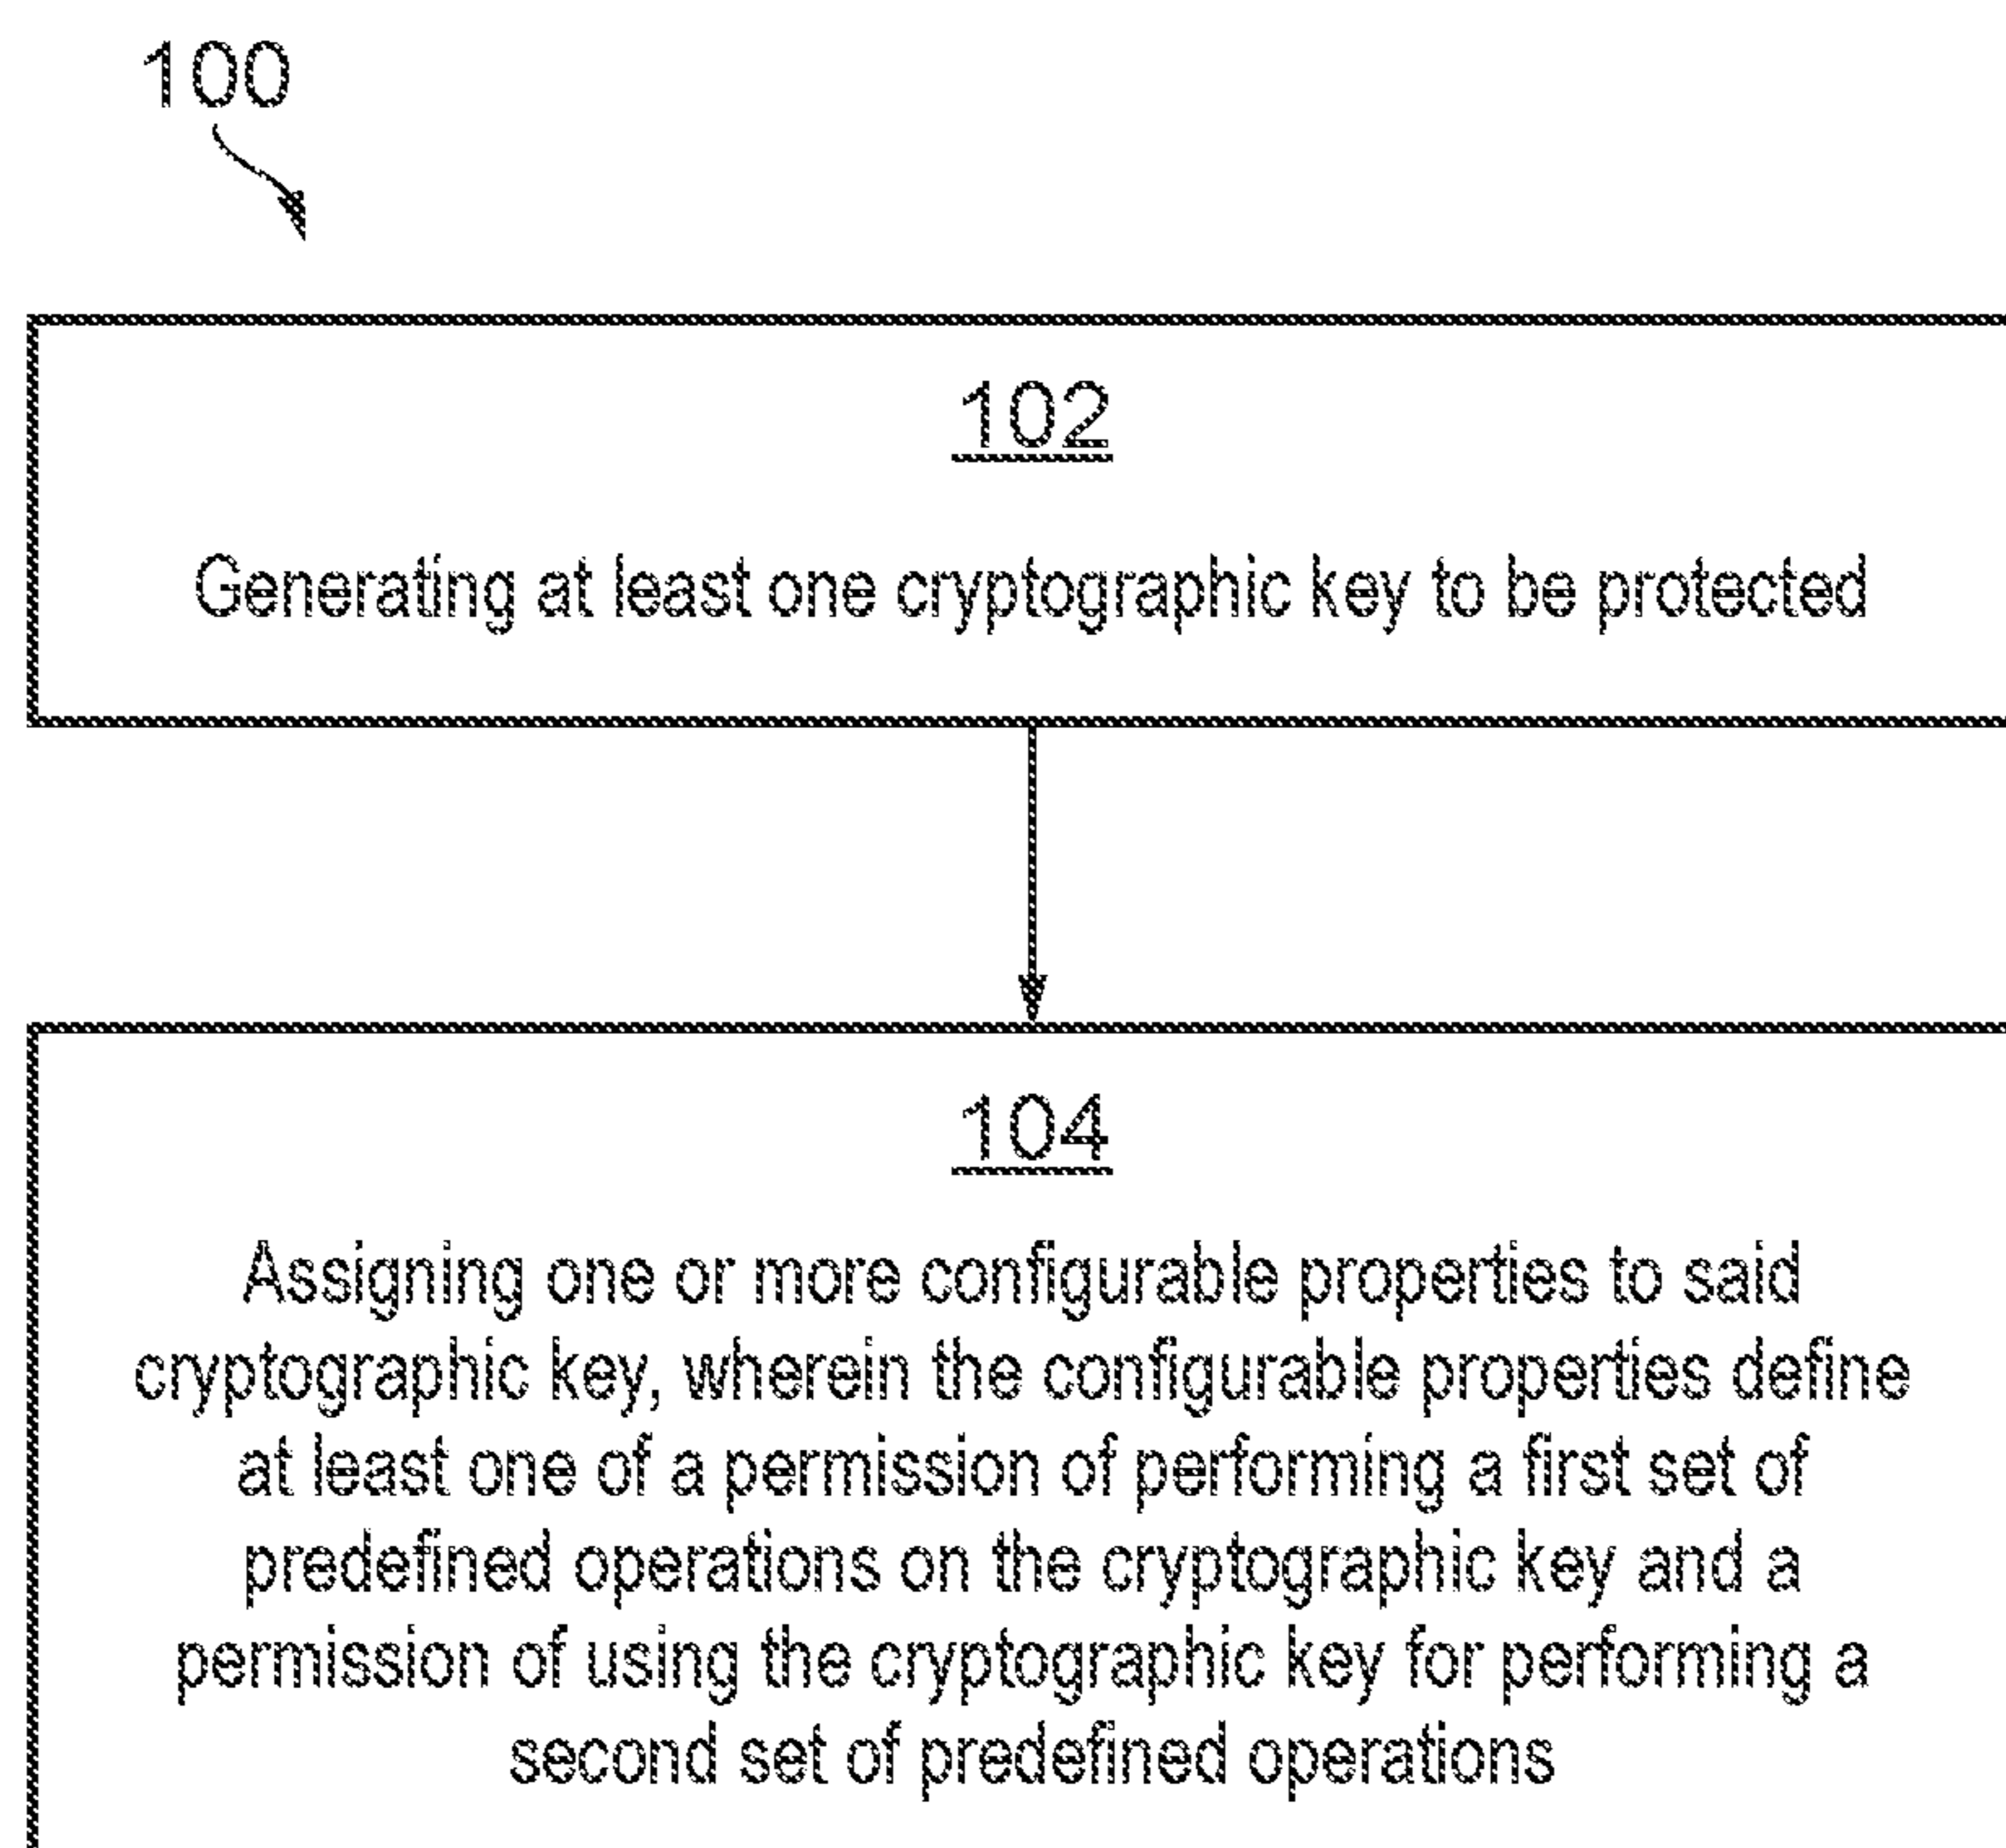 100
102
Generating at least one cryptographic key to be protected
104
Assigning one or more configurable properties to said
cryptographic key, wherein the configurable properties define
at least one of a permission of performing a first set of
predefined operations on the cryptographic key and a
permission of using the cryptographic key for performing a
second set of predefined operations